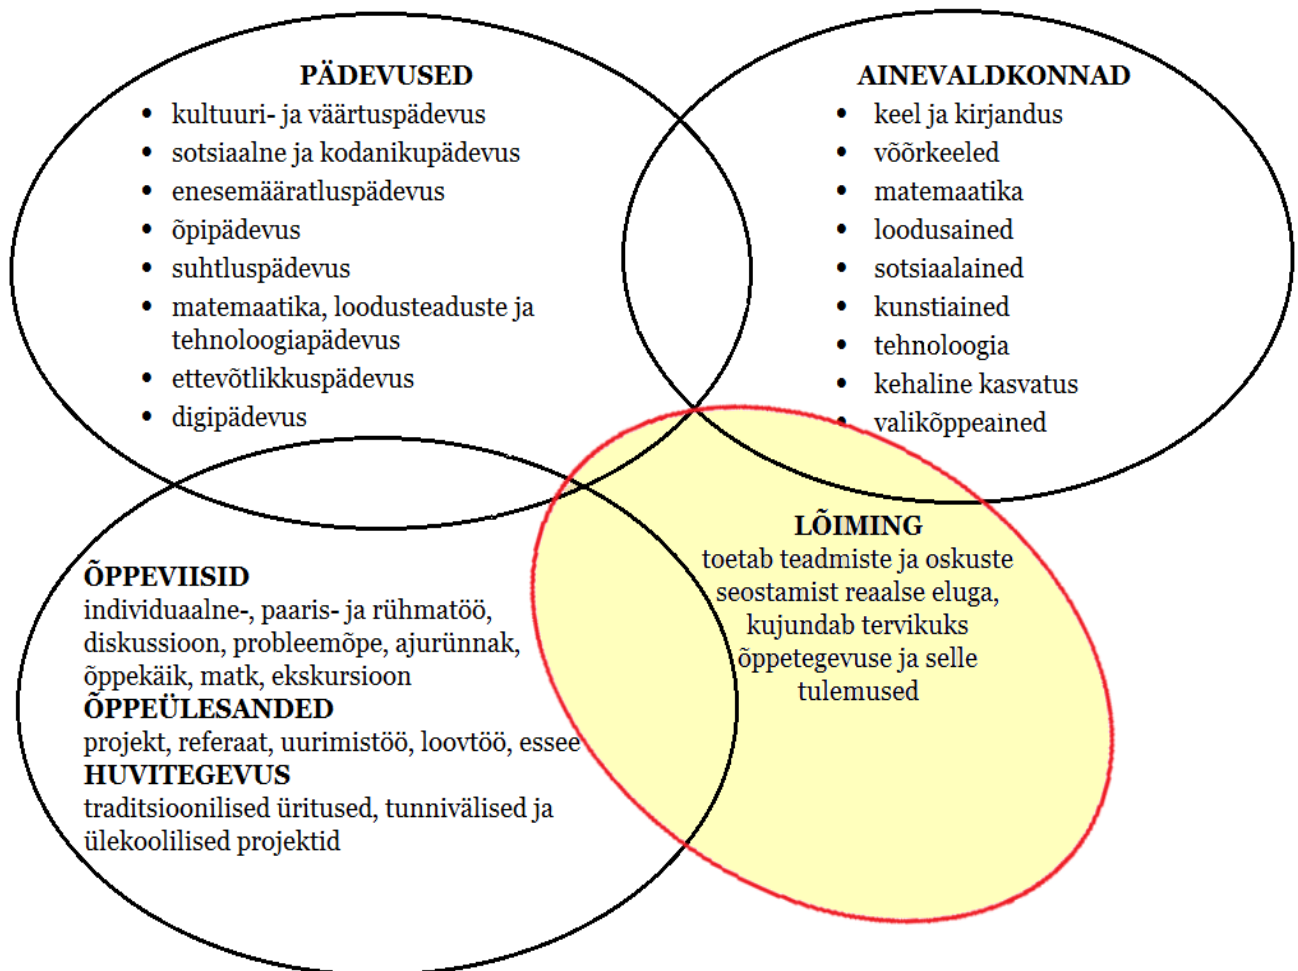 PÄDEVUSED
• kultuuri- ja väärtuspädevus
• sotsiaalne ja kodanikupädevus
• enesemääratluspädevus
• õpipädevus
• suhtluspädevus
• matemaatika, loodusteaduste ja
tehnoloogiapädevus
• ettevõtlikkuspädevus
• digipädevus
AINEVALDKONNAD
• keel ja kirjandus
• võõrkeeled
• matemaatika
• loodusained
• sotsiaalained
• kunstiained
• tehnoloogia
• kehaline kasvatus
• valikõppeained
ÕPPEVIISID
individuaalne-, paaris- ja rühmatöö,
diskussioon, probleemõpe, ajurünnak,
õppekäik, matk, ekskursioon
ÕPPEÜLESANDED
projekt, referaat, uurimistöö, loovtöö, essee
HUVITEGEVUS
traditsioonilised üritused, tunnivälised ja
ülekoolilised projektid
LÕIMING
toetab teadmiste ja oskuste
seostamist reaalse eluga,
kujundab tervikuks
õppetegevuse ja selle
tulemused